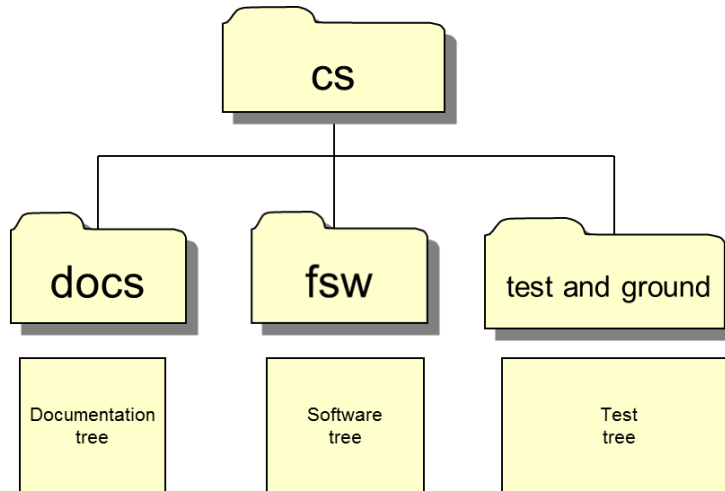 cs
docs
fsw
test and ground
Documentation
tree
Software
tree
Test
tree